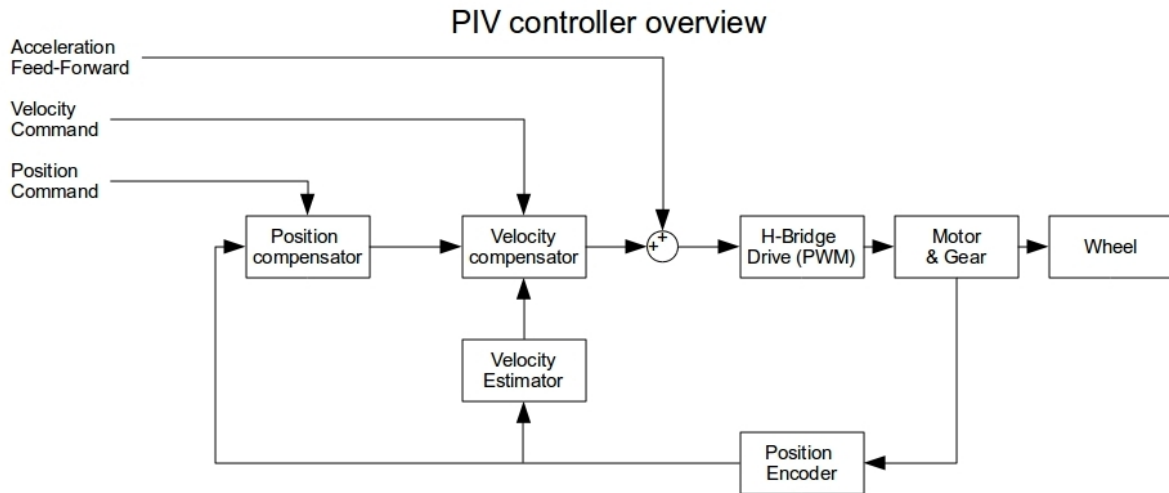 PIV controller overview
Acceleration
Feed-Forward
Velocity
Command
Position
Command
Position
compensator
Velocity
compensator
+
+
H-Bridge
Drive (PWM)
Motor
& Gear
Wheel
Velocity
Estimator
Position
Encoder